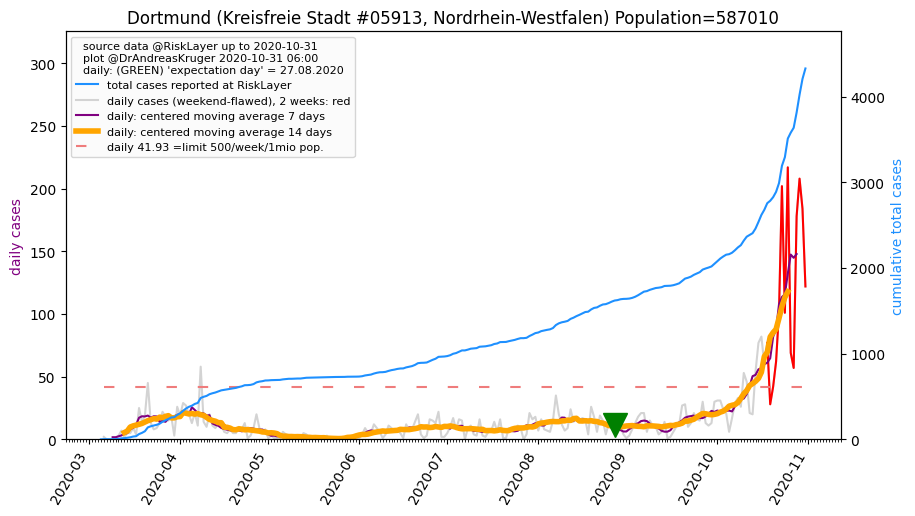 Dortmund (Kreisfreie Stadt #05913, Nordrhein-Westfalen) Population=587010
source data @RiskLayer up to 2020-10-31
plot @DrAndreasKruger 2020-10-31 06:00
daily: (GREEN) 'expectation day' = 27.08.2020
total cases reported at RiskLayer
daily cases (weekend-flawed), 2 weeks: red
daily: centered moving average 7 days
daily: centered moving average 14 days
daily 41.93 =limit 500/week/1mio pop.
daily cases
300
250
200
150
100
50
0
cumulative total cases
4000
3000
2000
1000
0
2020-03
2020-04
2020-05
2020-06
2020-07
2020-08
2020-09
2020-10
2020-11